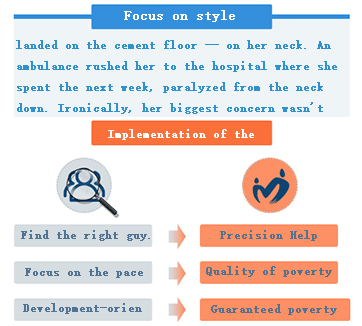 Focus on style
landed on the cement floor — on her neck. An
ambulance rushed her to the hospital where she
spent the next week, paralyzed from the neck
down. Ironically, her biggest concern wasn't
Implementation of the
Find the right guy.
Precision Help
Focus on the pace
Quality of poverty
Development-orien
Guaranteed poverty